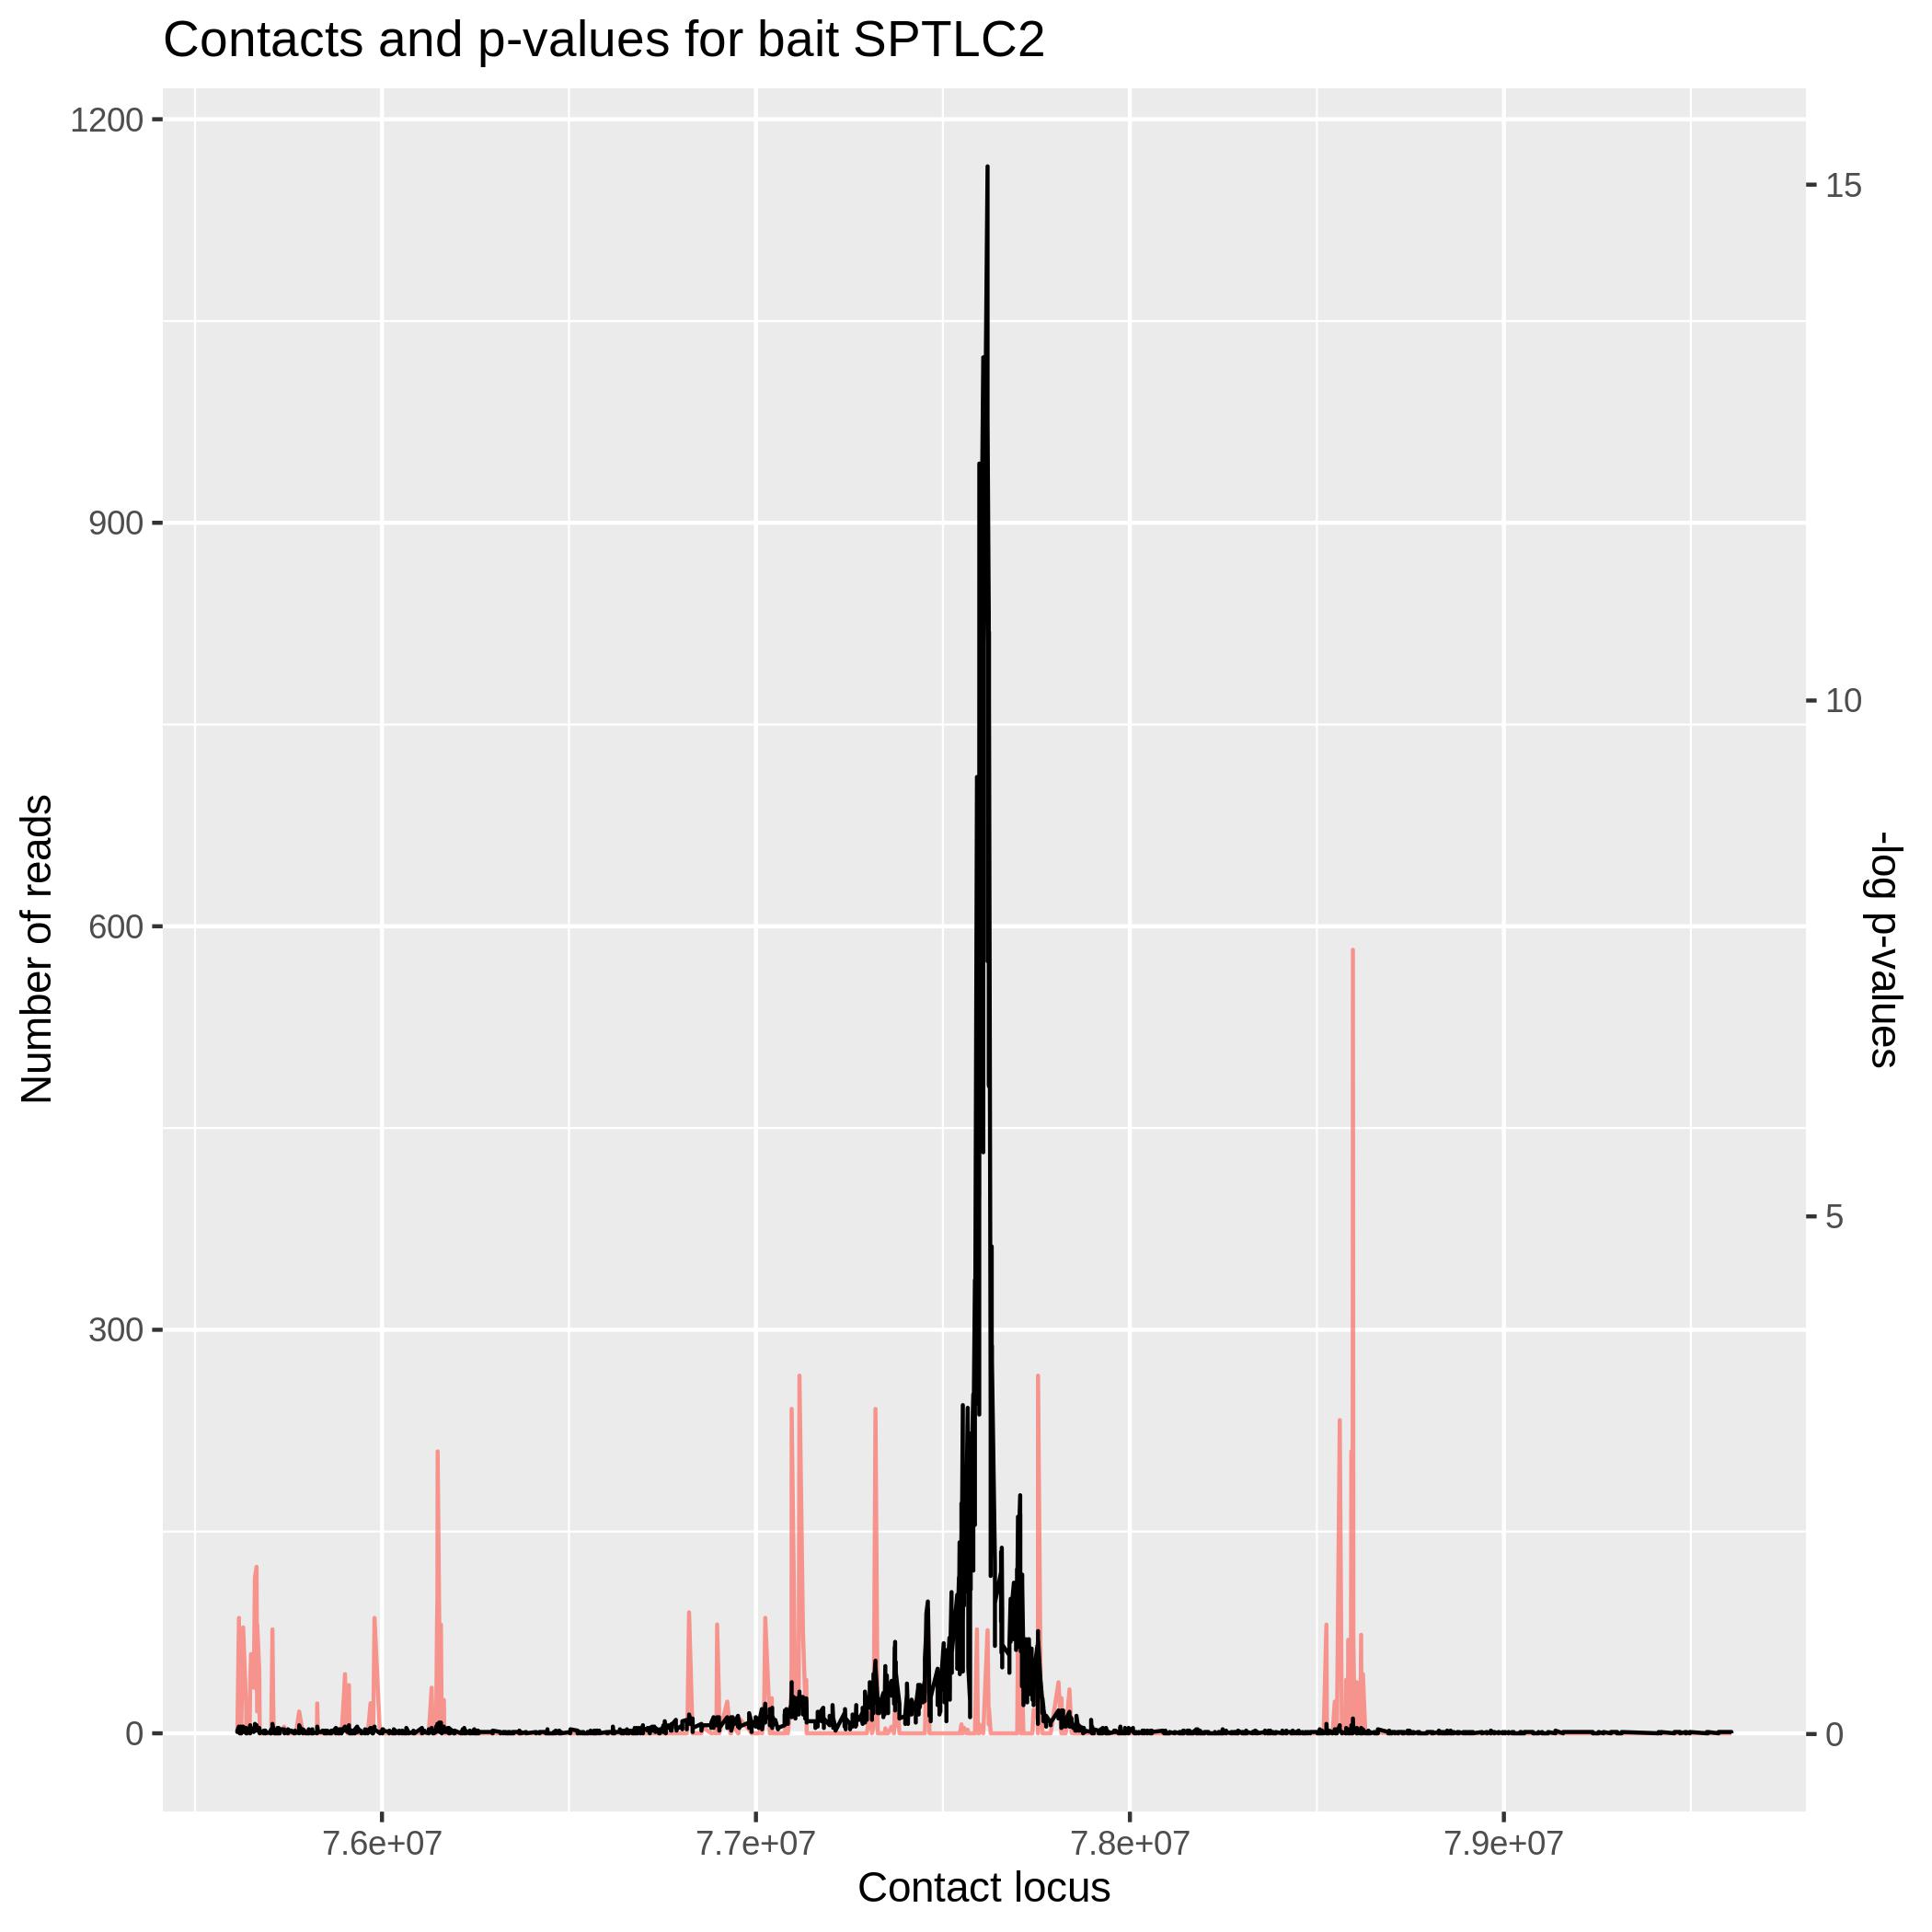 Contacts and p-values for bait SPTLC2
1200
900
600
300
0
Number of reads
15
10
5
0
-log p-values
7.6e+07
7.7e+07
7.8e+07
7.9e+07
Contact locus